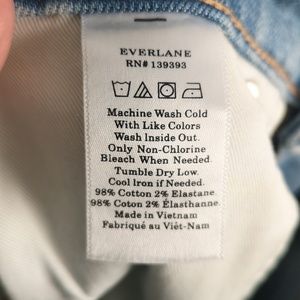 EVERLANE
RN# 139393
Machine Wash Cold
With Like Colors
Wash Inside Out.
Only Non-Chlorine
Bleach When Needed.
Tumble Dry Low.
Cool Iron if Needed.
98% Cotton 2% Elastane.
98% Coton 2% Élasthanne.
Made in Vietnam
Fabriqué au Viêt-Nam